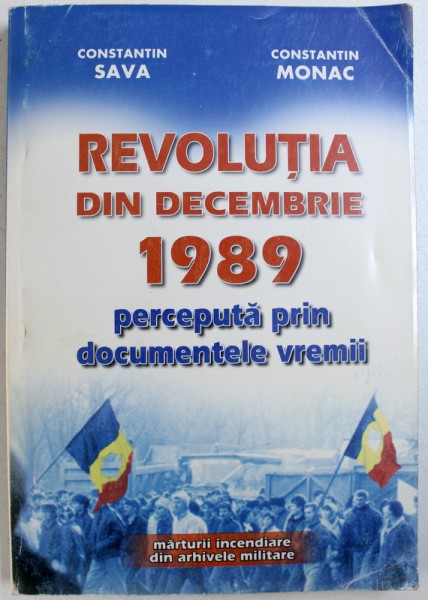 CONSTANTIN
SAVA
CONSTANTIN
MONAC
REVOLUȚIA
DIN DECEMBRIE
1989
percepută prin
documentele vremii
mărturii incendiare
din arhivele militare